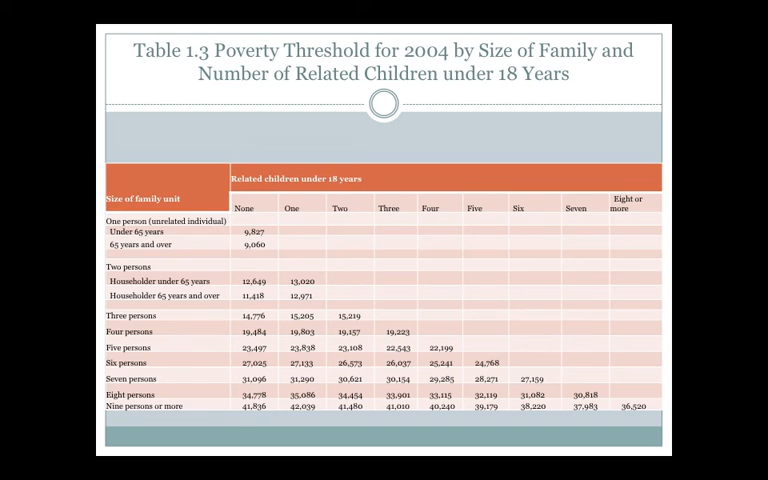 Table 1.3 Poverty Threshold for 2004 by Size of Family and
Number of Related Children under 18 Years
Related children under 18 years
Size of family unit
None One Two Three Four Five Six Seven Eight or more
One person (unrelated individual)
Under 65 years 9,827
65 years and over 9,060
Two persons
Householder under 65 years 12,649 13,020
Householder 65 years and over 11,418 12,971
Three persons 14,776 15,205 15,219
Four persons 19,484 19,803 19,157 19,223
Five persons 23,497 23,838 23,108 22,543 22,199
Six persons 27,025 27,133 26,573 26,037 25,241 24,768
Seven persons 31,096 31,290 30,621 30,154 29,285 28,271 27,159
Eight persons 34,778 35,086 34,454 33,901 33,115 32,119 31,082 30,818
Nine persons or more 41,836 42,039 41,480 41,010 40,240 39,179 38,220 37,983 36,520